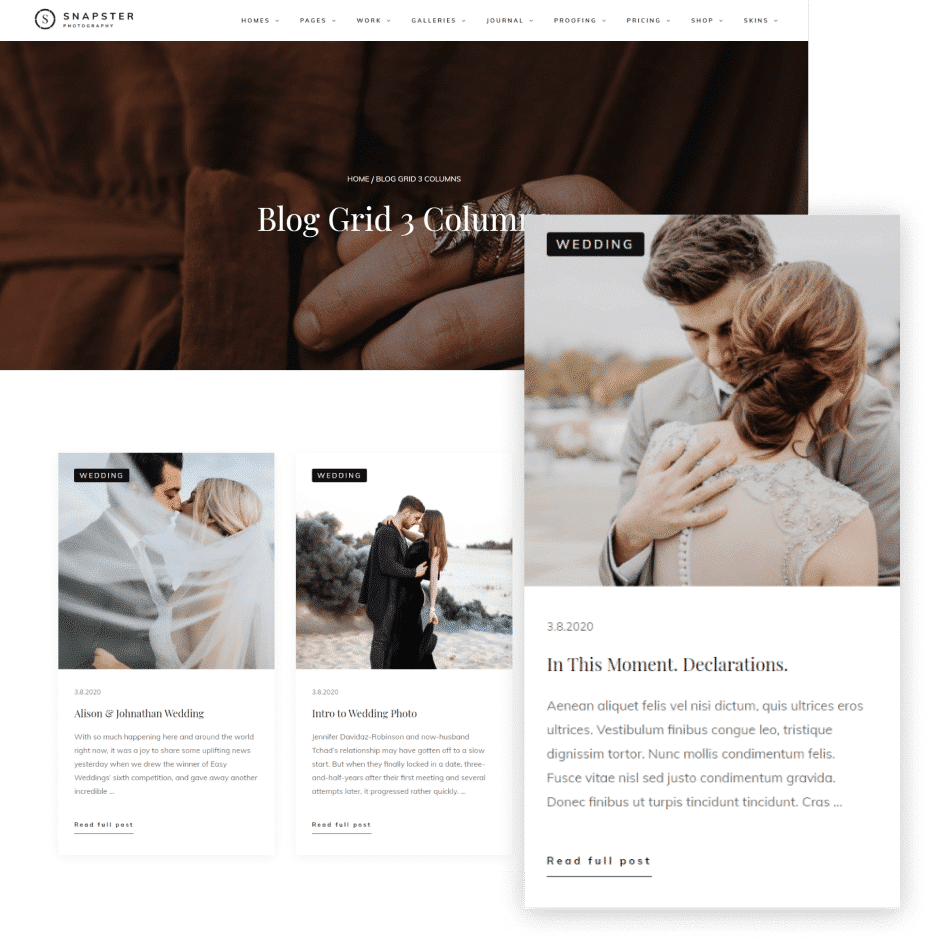 S
SNAPSTER
PHOTOGRAPHY
HOMES PAGES WORK GALLERIES JOURNAL PROOFING PRICING SHOP SKINS
HOME / BLOG GRID 3 COLUMNS
Blog Grid 3 Columns
WEDDING
Alison & Johnathan Wedding
3.8.2020
With so much happening here and around the world
right now, it was a joy to share some uplifting news
yesterday when we drew the winner of Easy
Weddings' sixth competition, and gave away another
incredible ...
Read full post
WEDDING
3.8.2020
Intro to Wedding Photo
Jennifer Davidaz-Robinson and now-husband
Tchad's relationship may have gotten off to a slow
start. But when they finally locked in a date, three-
and-half-years after their first meeting and several
attempts later, it progressed rather quickly. ...
Read full post
WEDDING
3.8.2020
In This Moment. Declarations.
Aenean aliquet felis vel nisi dictum, quis ultrices eros
ultrices. Vestibulum finibus congue leo, tristique
dignissim tortor. Nunc mollis condimentum felis.
Fusce vitae nisl sed justo condimentum gravida.
Donec finibus ut turpis tincidunt tincidunt. Cras ...
Read full post